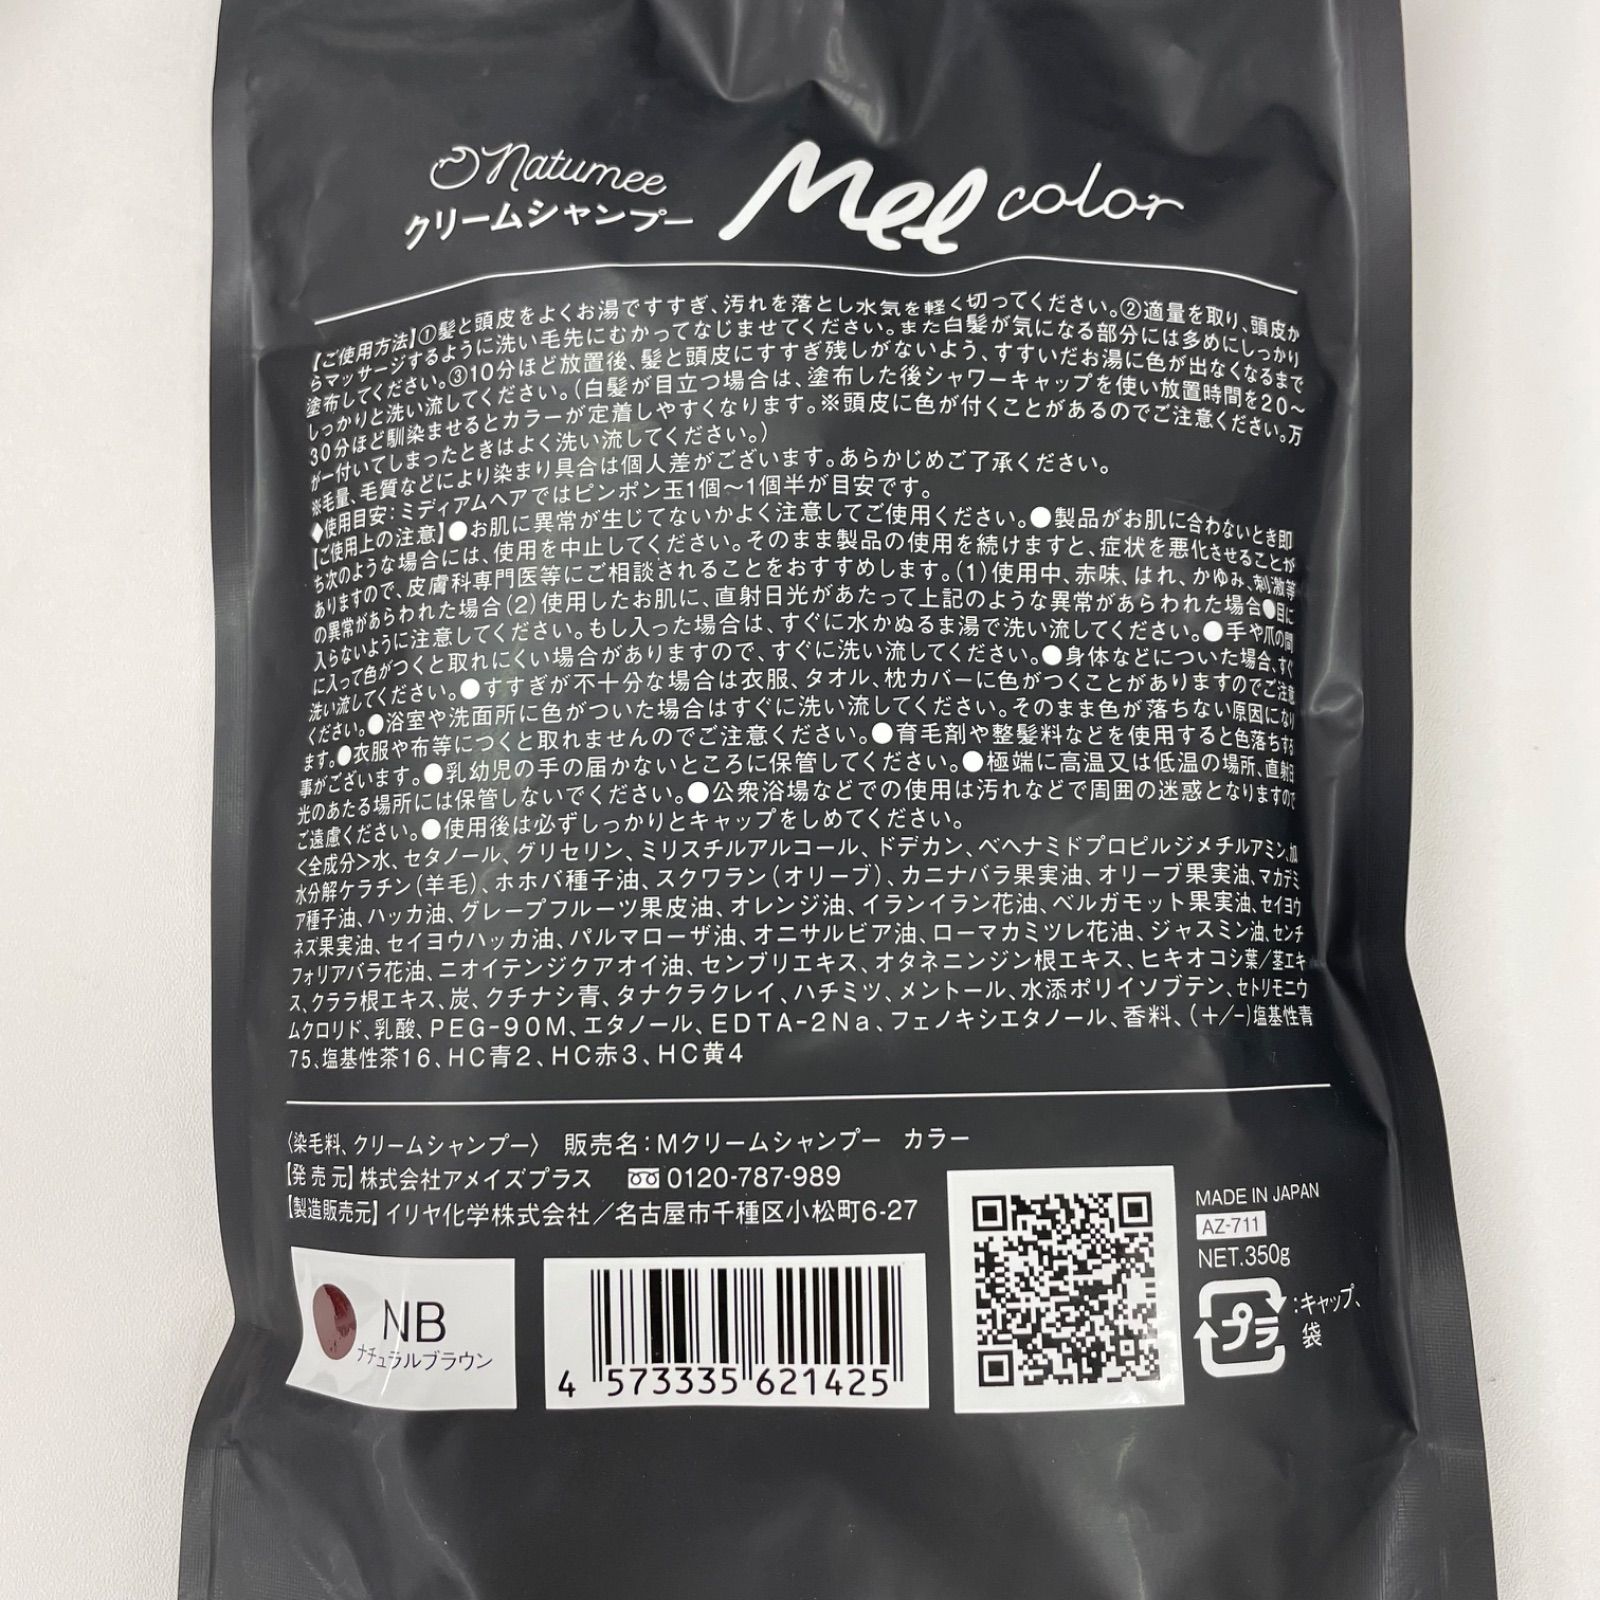 Natumee
クリームシャンプー
Mel color
【ご使用方法】①髪と頭皮をよくお湯ですすぎ、汚れを落とし水気を軽く切ってください。②適量を取り、頭皮か
らマッサージするように洗い毛先にむかってなじませてください。また白髪が気になる部分には多めにしっかり
塗布してください。③10分ほど放置後、髪と頭皮にすすぎ残しがないよう、すすいだお湯に色が出なくなるまで
しっかりと洗い流してください。(白髪が目立つ場合は、塗布した後シャワーキャップを使い放置時間を20～
30分ほど馴染ませるとカラーが定着しやすくなります。※頭皮に色が付くことがあるのでご注意ください。万
が一付いてしまったときはよく洗い流してください。)
※毛量、毛質などにより染まり具合は個人差がございます。あらかじめご了承ください。
◆使用目安:ミディアムヘアではピンポン玉1個～1個半が目安です。
【ご使用上の注意】●お肌に異常が生じてないかよく注意してご使用ください。●製品がお肌に合わないとき即
ち次のような場合には、使用を中止してください。そのまま製品の使用を続けますと、症状を悪化させることが
ありますので、皮膚科専門医等にご相談されることをおすすめします。(1)使用中、赤味、はれ、かゆみ、刺激等
の異常があらわれた場合(2)使用したお肌に、直射日光があたって上記のような異常があらわれた場合●目に
入らないように注意してください。もし入った場合は、すぐに水かぬるま湯で洗い流してください。●手や爪の間
に入って色がつくと取れにくい場合がありますので、すぐに洗い流してください。●身体などについた場合、すぐ
洗い流してください。●すすぎが不十分な場合は衣服、タオル、枕カバーに色がつくことがありますのでご注意
ください。●浴室や洗面所に色がついた場合はすぐに洗い流してください。そのまま色が落ちない原因になり
ます。●衣服や布等につくと取れませんのでご注意ください。●育毛剤や整髪料などを使用すると色落ちする
事がございます。●乳幼児の手の届かないところに保管してください。●極端に高温又は低温の場所、直射日
光のあたる場所には保管しないでください。●公衆浴場などでの使用は汚れなどで周囲の迷惑となりますので
ご遠慮ください。●使用後は必ずしっかりとキャップをしめてください。
<全成分>水、セタノール、グリセリン、ミリスチルアルコール、ドデカン、ベヘナミドプロピルジメチルアミン、加
水分解ケラチン(羊毛)、ホホバ種子油、スクワラン(オリーブ)、カニナバラ果実油、オリーブ果実油、マカデミ
ア種子油、ハッカ油、グレープフルーツ果皮油、オレンジ油、イランイラン花油、ベルガモット果実油、セイヨウ
ネズ果実油、セイヨウハッカ油、パルマローザ油、オニサルビア油、ローマカミツレ花油、ジャスミン油、センチ
フォリアバラ花油、ニオイテンジクアオイ油、センブリエキス、オタネニンジン根エキス、ヒキオコシ葉/茎エキ
ス、クララ根エキス、炭、クチナシ青、タナクラクレイ、ハチミツ、メントール、水添ポリイソブテン、セトリモニウ
ムクロリド、乳酸、PEG-90M、エタノール、EDTA-2Na、フェノキシエタノール、香料、(+/-)塩基性青
75、塩基性茶16、HC青2、HC赤3、HC黄4
〈染毛料、クリームシャンプー〉 販売名:Mクリームシャンプー カラー
【発売元】株式会社アメイズプラス 0120-787-989
【製造販売元】イリヤ化学株式会社/名古屋市千種区小松町6-27
NB
ナチュラルブラウン
4 573335 621425
MADE IN JAPAN
AZ-711
NET.350g
プラ
:キャップ、
袋